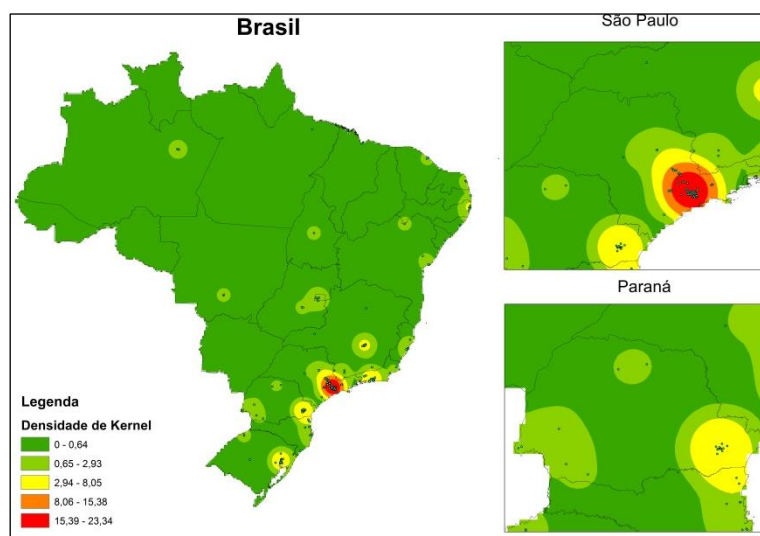 Brasil
São Paulo
Paraná
Legenda
Densidade de Kernel
0 - 0,64
0,65 - 2,93
2,94 - 8,05
8,06 - 15,38
15,39 - 23,34